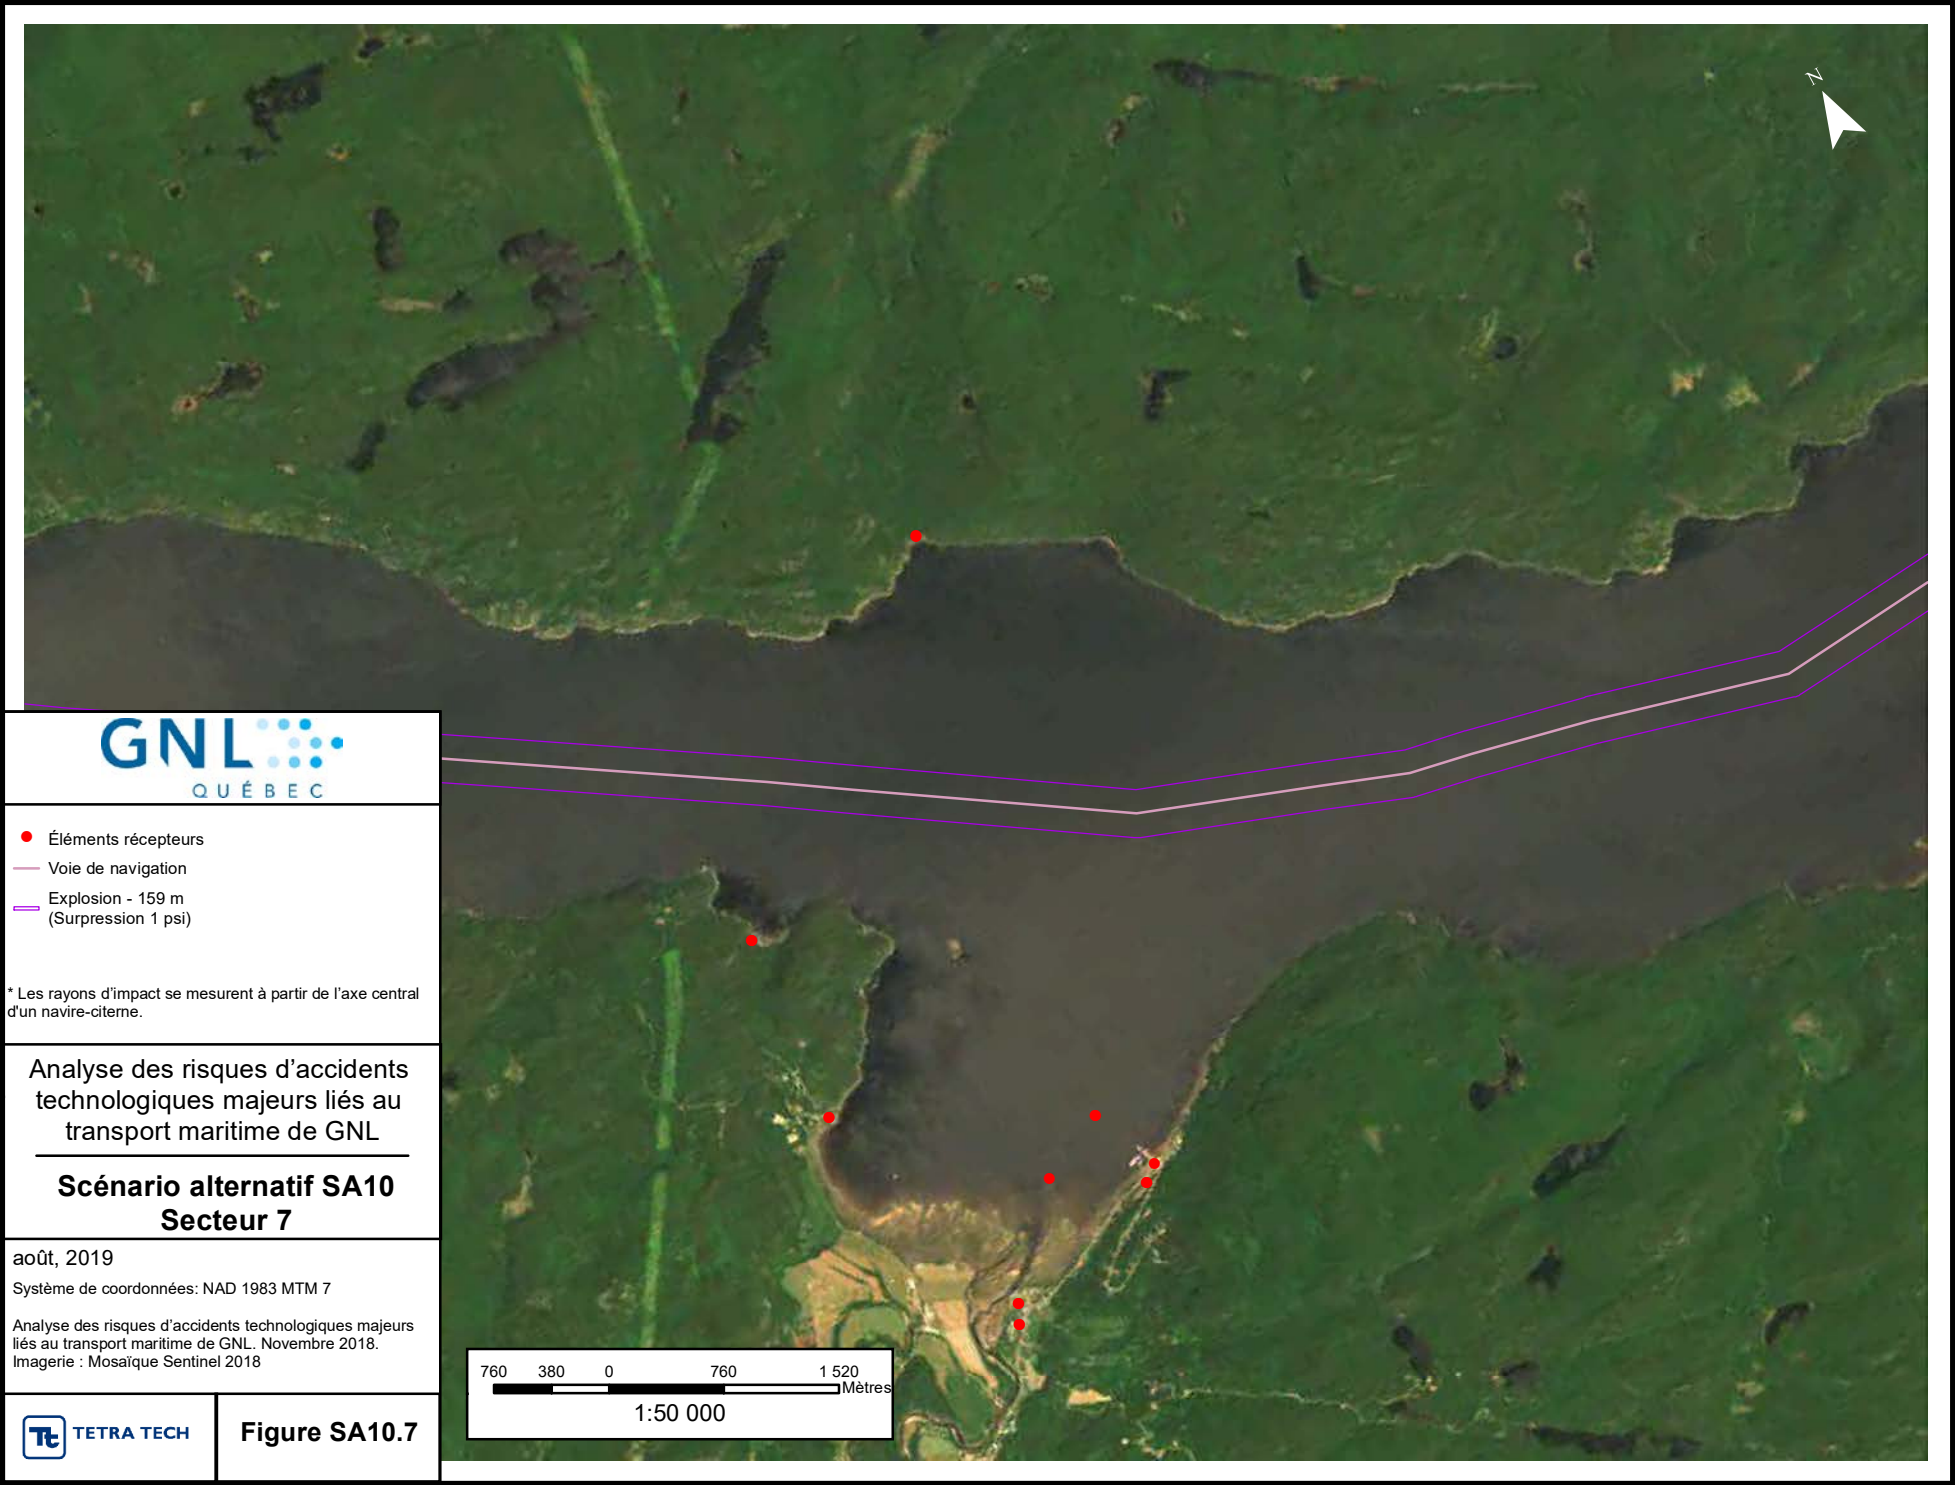 N
GNL
QUÉBEC
Éléments récepteurs
Voie de navigation
Explosion - 159 m
(Surpression 1 psi)
* Les rayons d’impact se mesurent à partir de l’axe central
d'un navire-citerne.
Analyse des risques d’accidents
technologiques majeurs liés au
transport maritime de GNL
Scénario alternatif SA10
Secteur 7
août, 2019
Système de coordonnées: NAD 1983 MTM 7
Analyse des risques d’accidents technologiques majeurs
liés au transport maritime de GNL. Novembre 2018.
Imagerie : Mosaïque Sentinel 2018
760 380 0 760 1 520
Mètres
1:50 000
Tt TETRA TECH
Figure SA10.7